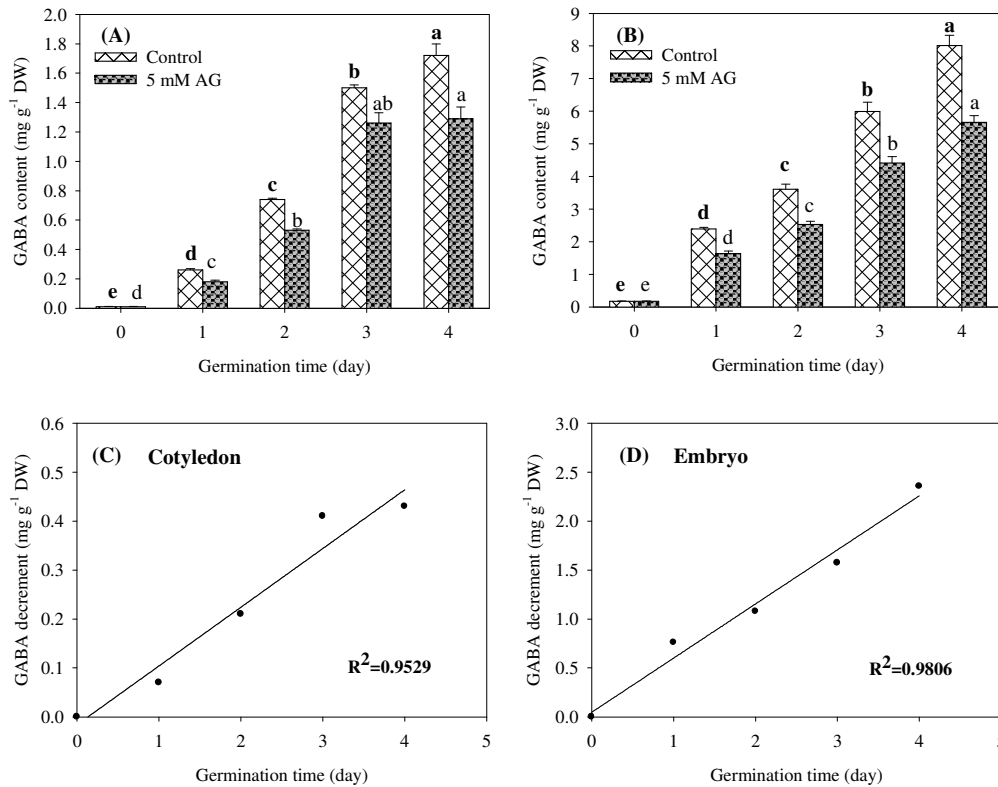 (A)
Control
5 mM AG
GABA content (mg g⁻¹ DW)
1.8
1.6
1.4
1.2
1.0
0.8
0.6
0.4
0.2
0.0
e d
d c
c b
b ab
a a
0 1 2 3 4
Germination time (day)
(B)
Control
5 mM AG
GABA content (mg g⁻¹ DW)
9
8
7
6
5
4
3
2
1
0
e e
d d
c c
b b
a a
0 1 2 3 4
Germination time (day)
(C) Cotyledon
GABA decrement (mg g⁻¹ DW)
0.6
0.5
0.4
0.3
0.2
0.1
0.0
R²=0.9529
0 1 2 3 4 5
Germination time (day)
(D) Embryo
GABA decrement (mg g⁻¹ DW)
3.0
2.5
2.0
1.5
1.0
0.5
0.0
R²=0.9806
0 1 2 3 4 5
Germination time (day)